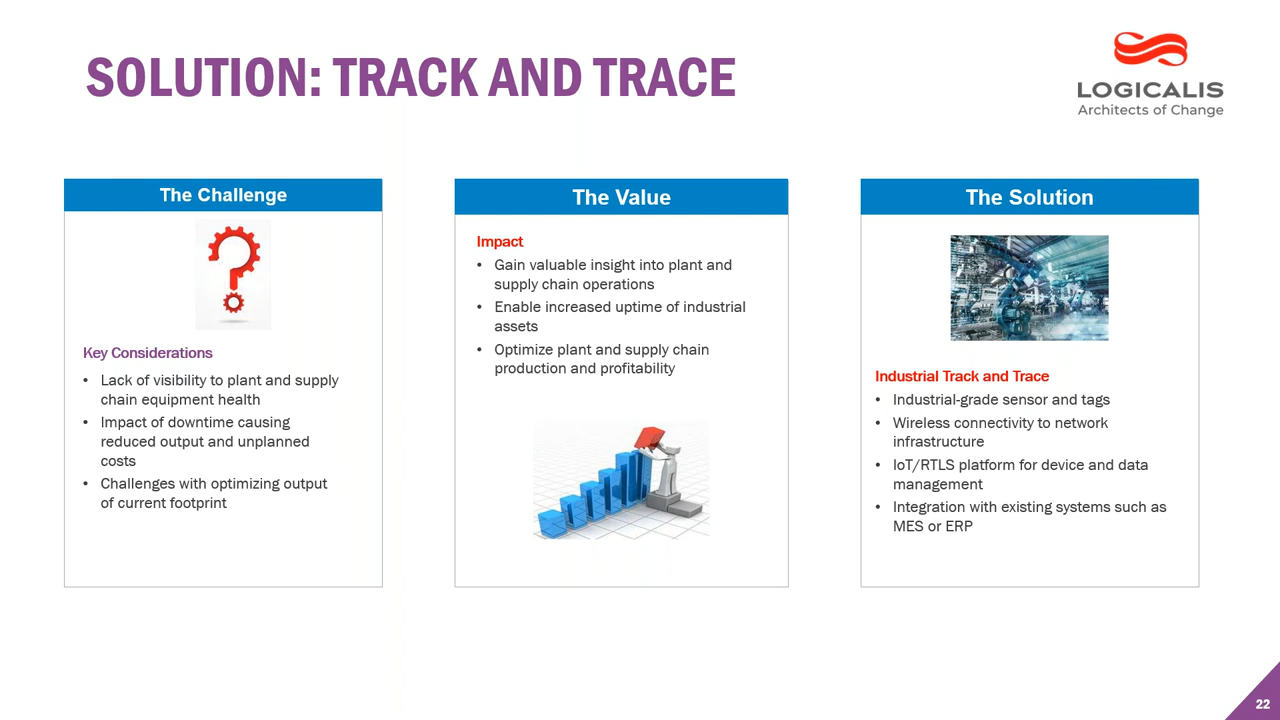 SOLUTION: TRACK AND TRACE
LOGICALIS
Architects of Change
The Challenge
Key Considerations
• Lack of visibility to plant and supply
chain equipment health
• Impact of downtime causing
reduced output and unplanned
costs
• Challenges with optimizing output
of current footprint
The Value
Impact
• Gain valuable insight into plant and
supply chain operations
• Enable increased uptime of industrial
assets
• Optimize plant and supply chain
production and profitability
The Solution
Industrial Track and Trace
• Industrial-grade sensor and tags
• Wireless connectivity to network
infrastructure
• IoT/RTLS platform for device and data
management
• Integration with existing systems such as
MES or ERP
22